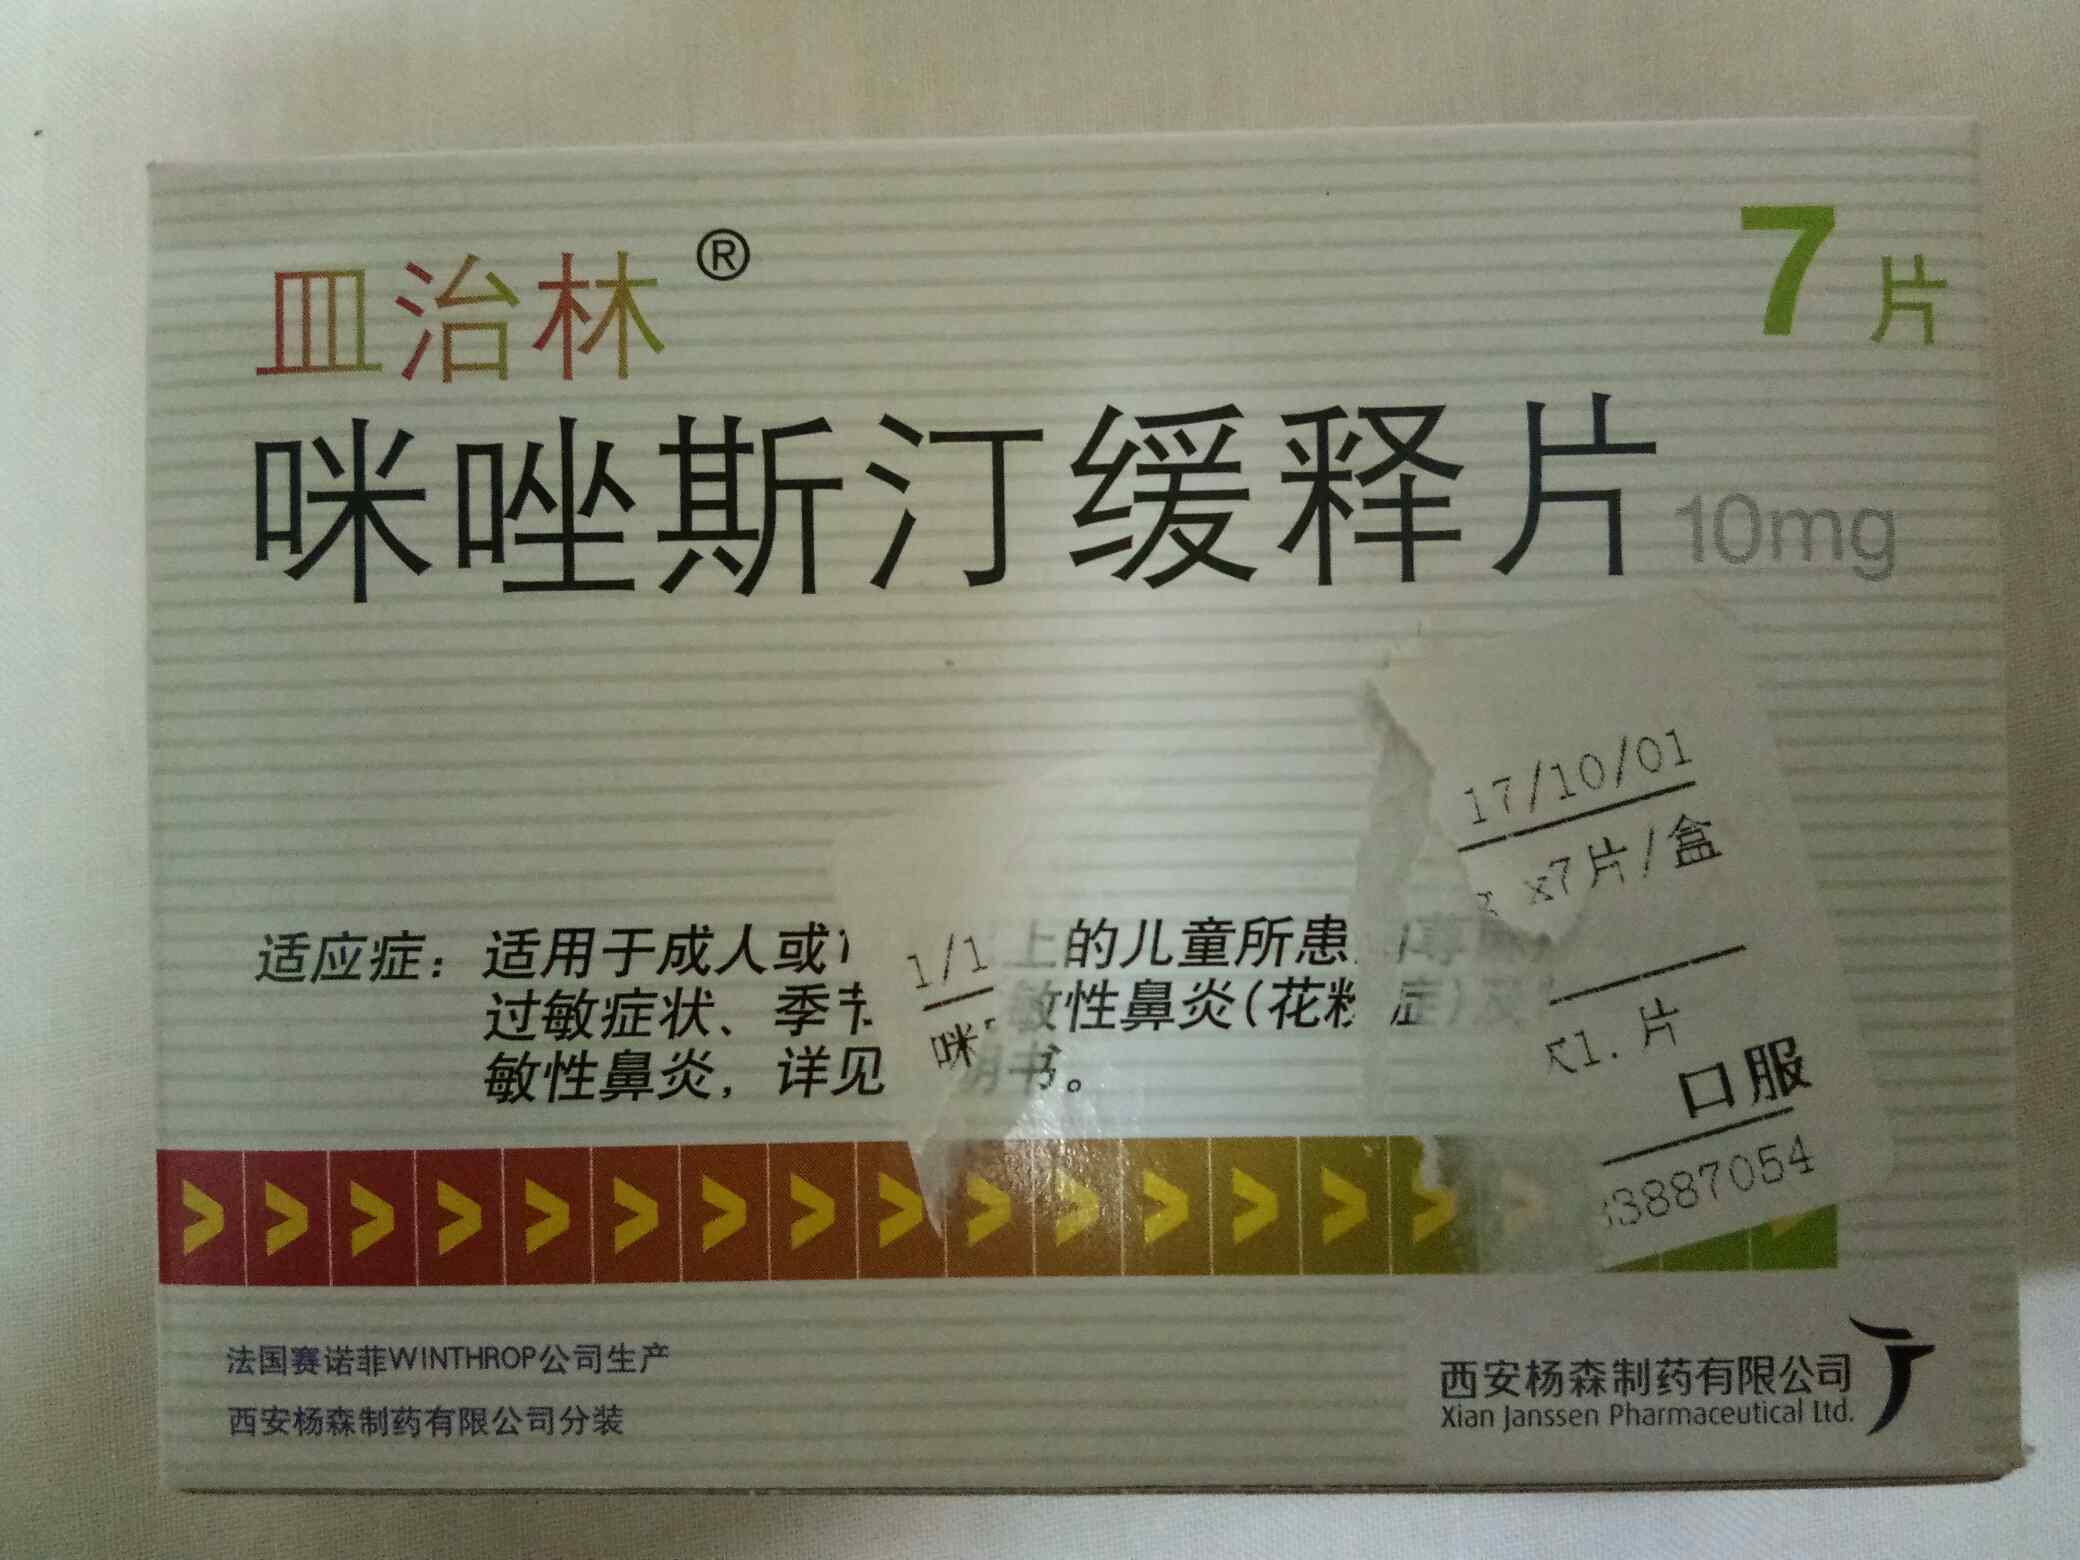 皿治林®
7片
咪唑斯汀缓释片 10mg
17/10/01
x7片/盒
适应症：适用于成人或 上的儿童所患
过敏症状、季节 敏性鼻炎(花粉症)及
敏性鼻炎，详见 明书。
1/1
咪
1.片
口服
3887054
法国赛诺菲WINTHROP公司生产
西安杨森制药有限公司分装
西安杨森制药有限公司
Xian Janssen Pharmaceutical Ltd.